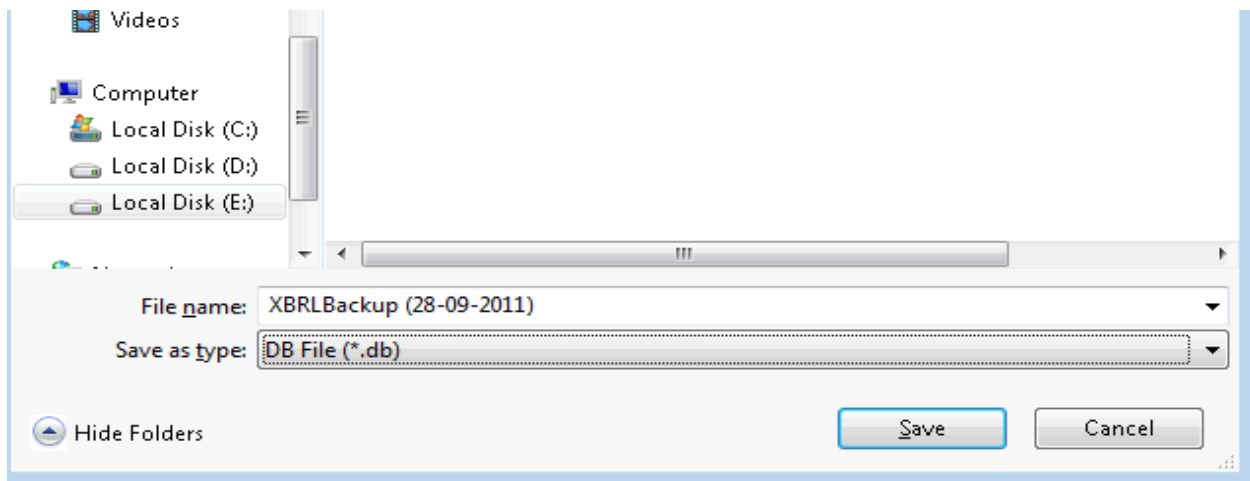 Videos
Computer
Local Disk (C:)
Local Disk (D:)
Local Disk (E:)
File name: XBRLBackup (28-09-2011)
Save as type: DB File (*.db)
Hide Folders
Save
Cancel